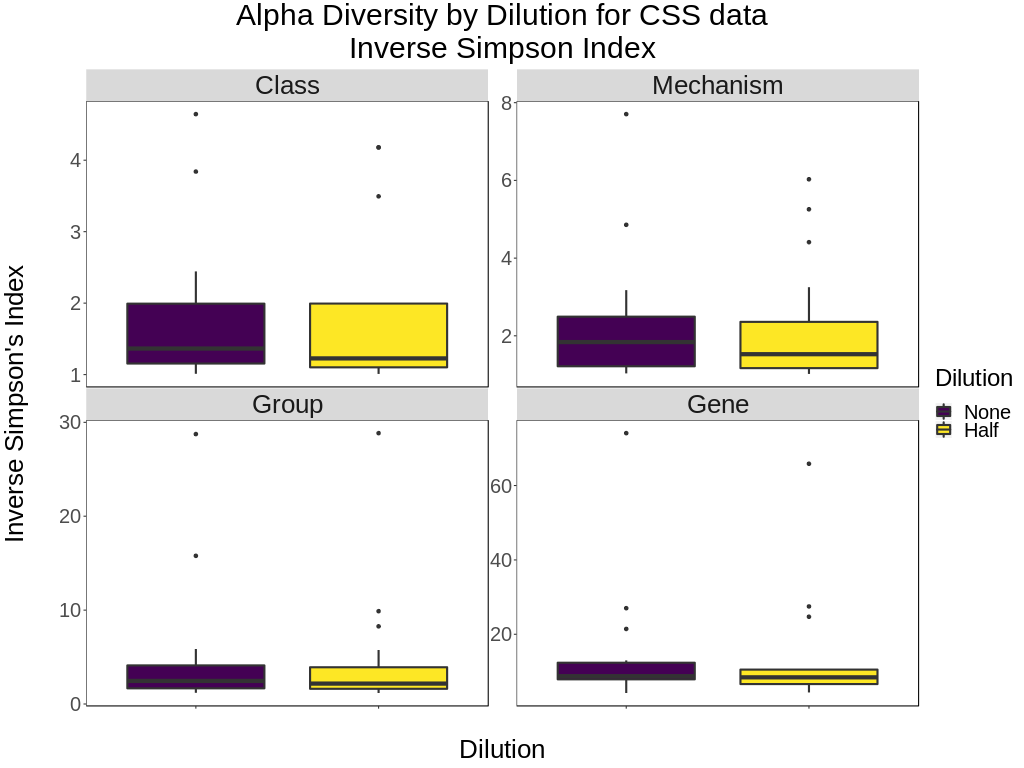 Alpha Diversity by Dilution for CSS data
Inverse Simpson Index
Class
Mechanism
4
3
2
1
8
6
4
2
Group
Gene
30
20
10
0
60
40
20
Inverse Simpson's Index
Dilution
Dilution
None
Half